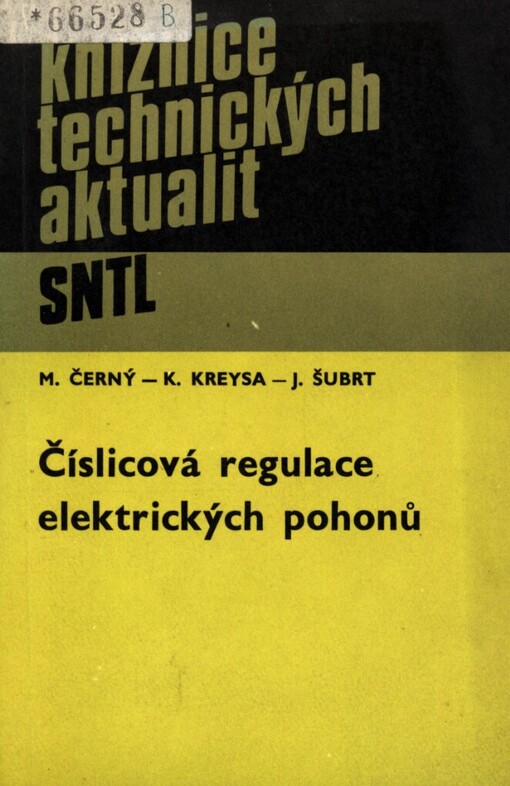 *66528 B
knižnice
technických
aktualit
SNTL
M. ČERNÝ — K. KREYSA — J. ŠUBRT
Číslicová regulace
elektrických pohonů